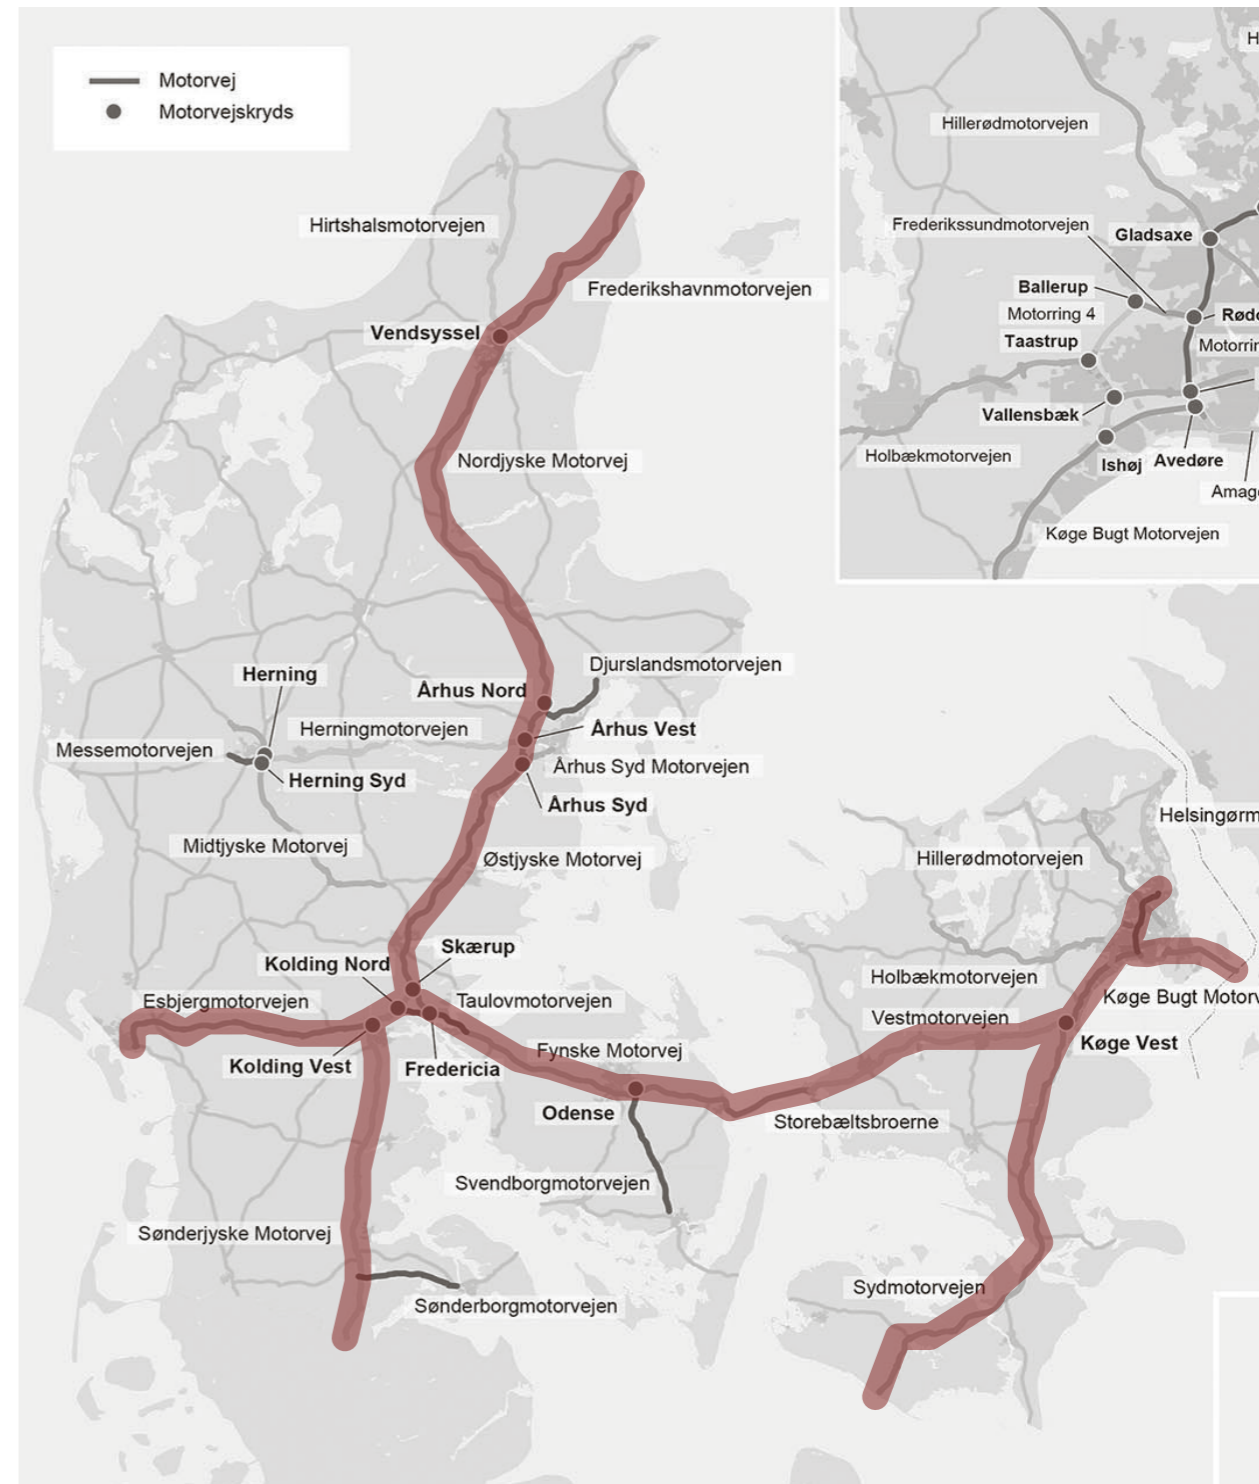 Motorvej
Motorvejskryds
Hirtshalsmotorvejen
Frederikshavnmotorvejen
Vendsyssel
Nordjyske Motorvej
Herning
Århus Nord
Djurslandsmotorvejen
Herningmotorvejen
Århus Vest
Messemotorvejen
Århus Syd Motorvejen
Herning Syd
Århus Syd
Midtjyske Motorvej
Østjyske Motorvej
Skærup
Kolding Nord
Esbjergmotorvejen
Taulovmotorvejen
Kolding Vest
Fredericia
Fynske Motorvej
Odense
Storebæltsbroerne
Svendborgmotorvejen
Sønderjyske Motorvej
Sønderborgmotorvejen
Hillerødmotorvejen
Frederikssundmotorvejen
Gladsaxe
Ballerup
Motorring 4
Taastrup
Vallensbæk
Holbækmotorvejen
Ishøj
Avedøre
Køge Bugt Motorvejen
Hillerødmotorvejen
Holbækmotorvejen
Vestmotorvejen
Køge Bugt
Køge Vest
Sydmotorvejen